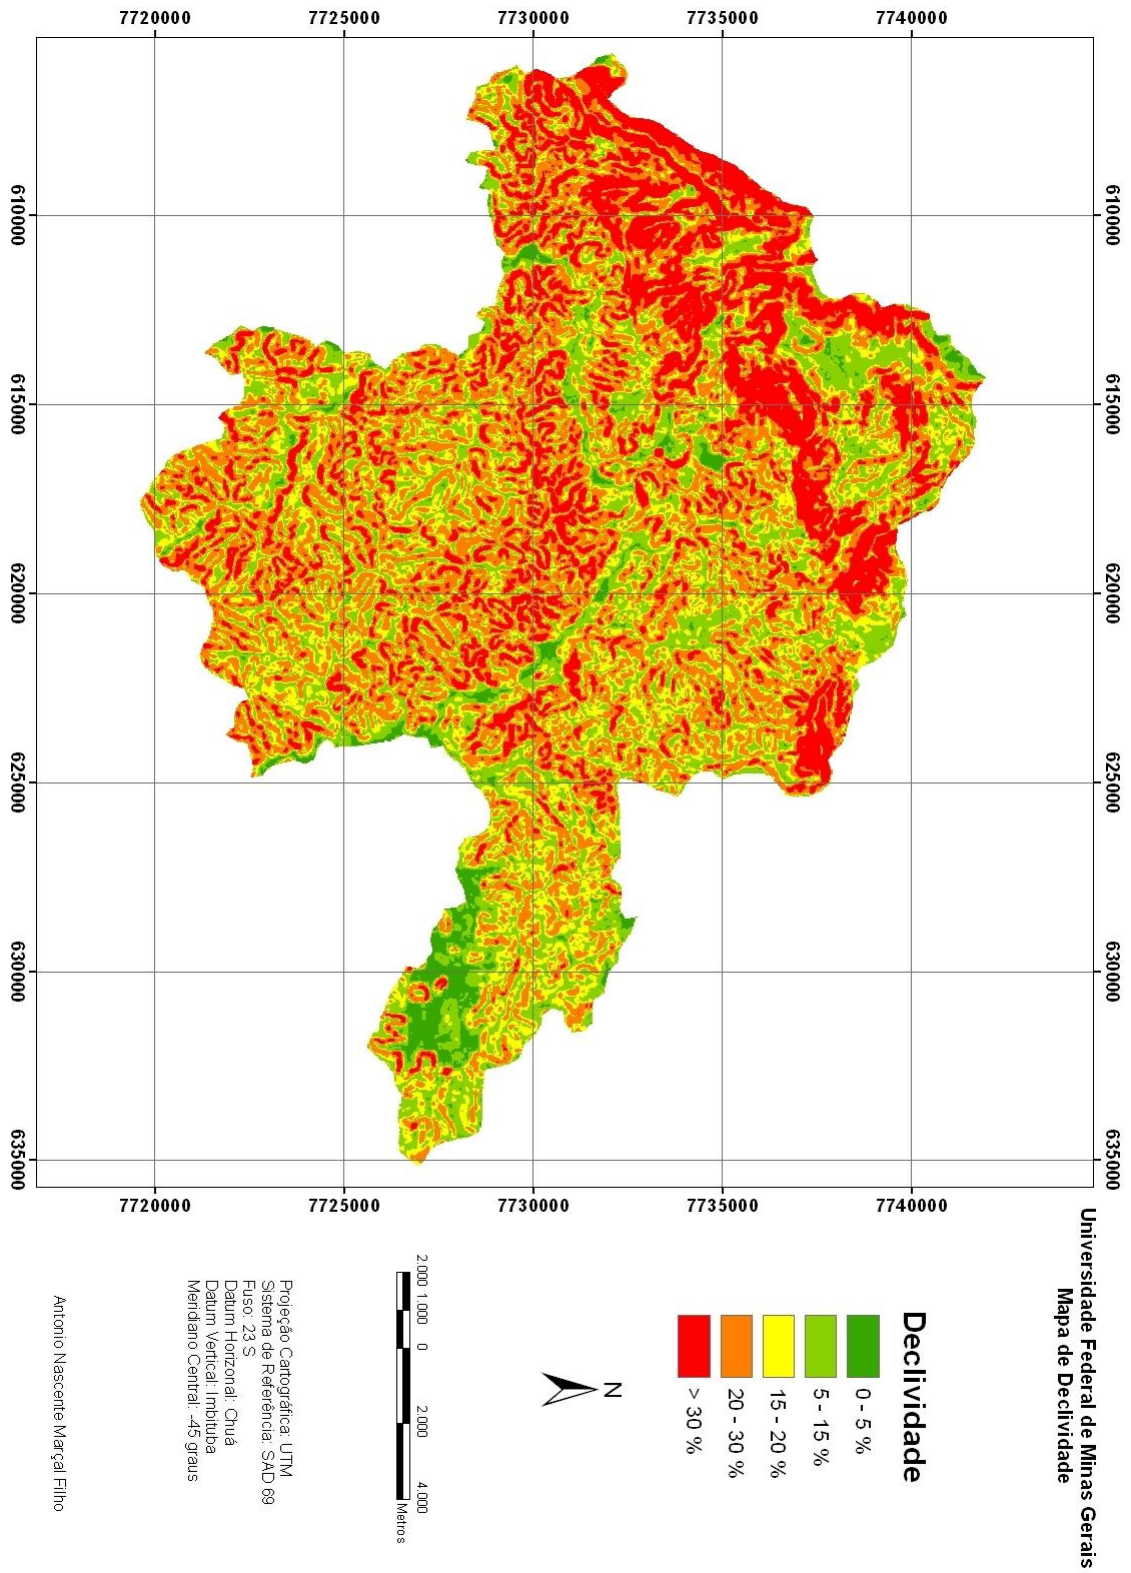 Universidade Federal de Minas Gerais
Mapa de Declividade
610000
615000
620000
625000
630000
635000
7740000
7735000
7730000
7725000
7720000
7740000
7735000
7730000
7725000
7720000
610000
615000
620000
625000
630000
635000
Declividade
0 - 5 %
5 - 15 %
15 - 20 %
20 - 30 %
> 30 %
N
2.000 1.000 0 2.000 4.000
Metros
Projeção Cartográfica: UTM
Sistema de Referência: SAD 69
Fuso: 23 S
Datum Horizonal: Chuá
Datum Vertical: Imbituba
Meridiano Central: -45 graus
Antonio Nascente Marçal Filho